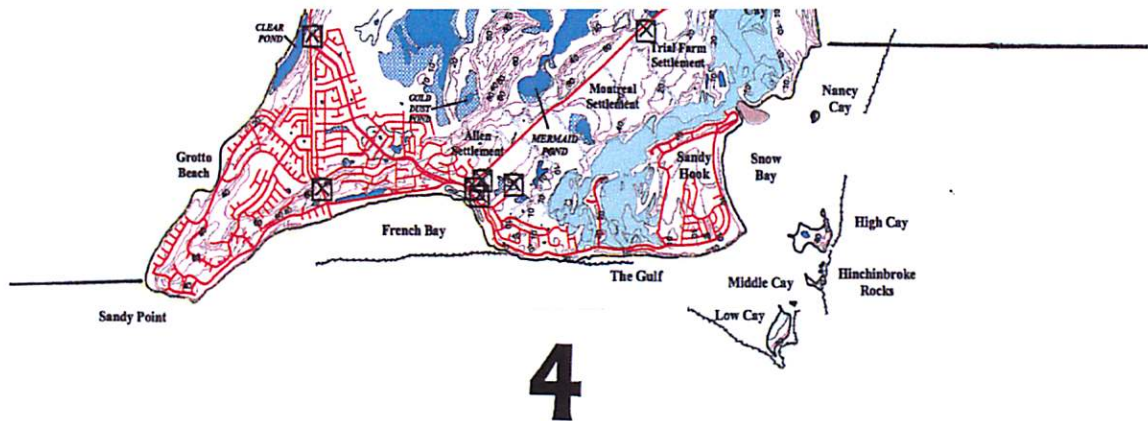 Cay
CLEAR
POND
Trial Farm
Settlement
Nancy
Cay
Montreal
Settlement
GOLD
DUST
POND
Allen
Settlement
MERMAID
POND
Grotto
Beach
Sandy
Hook
Snow
Bay
French Bay
High Cay
The Gulf
Middle Cay
Hinchinbroke
Rocks
Low Cay
Sandy Point
4